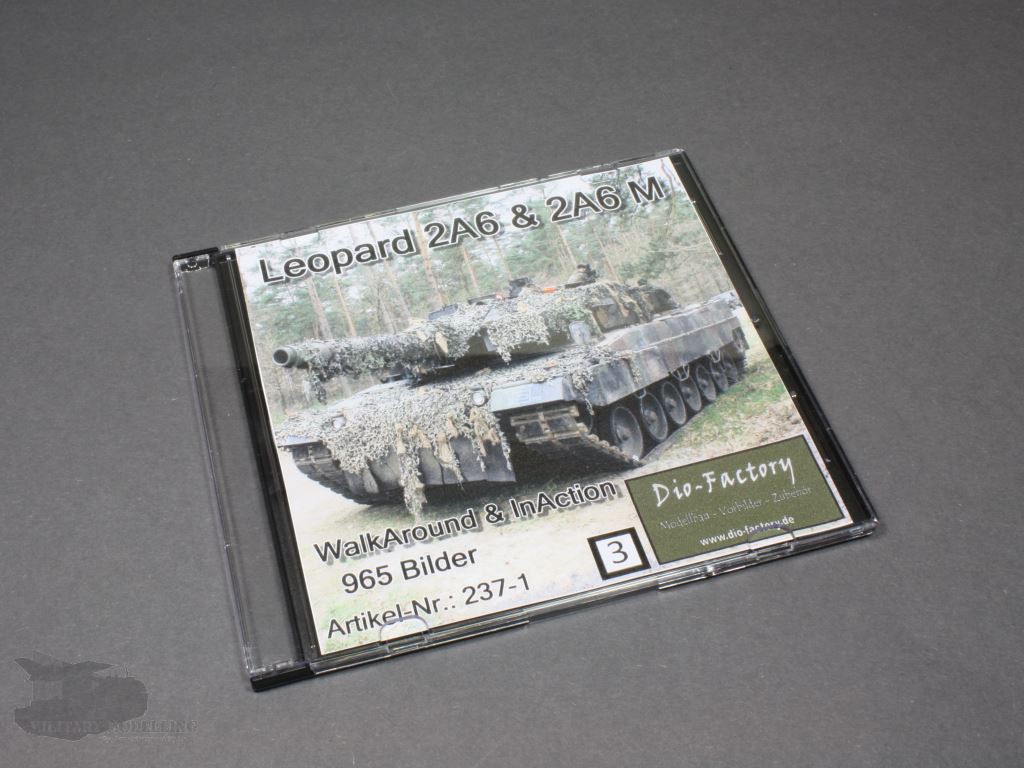 Leopard 2A6 & 2A6 M
WalkAround & InAction
965 Bilder
Artikel-Nr.: 237-1
3
Dio-Factory
Modellbau - Vorbilder - Zubehör
www.dio-factory.de
MILITARY MODELLING